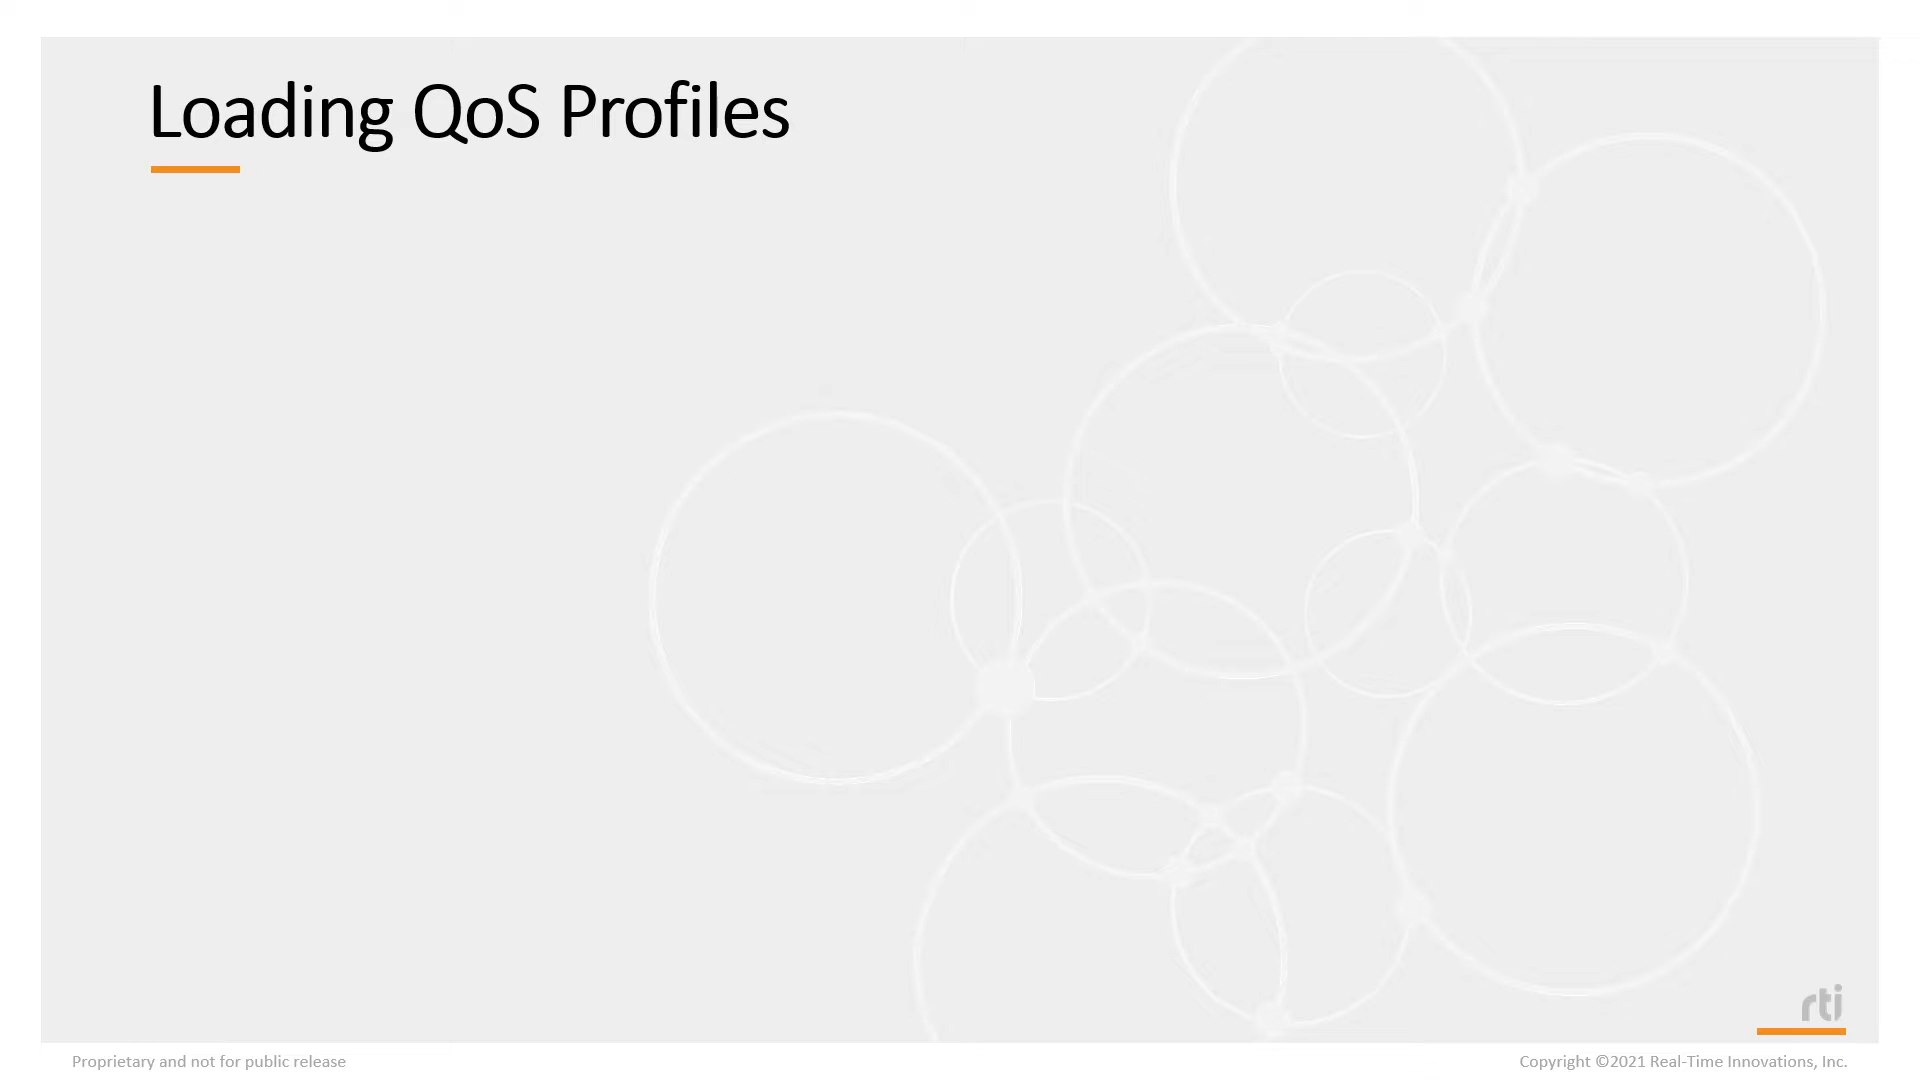 Loading QoS Profiles
rti
Proprietary and not for public release
Copyright ©2021 Real-Time Innovations, Inc.